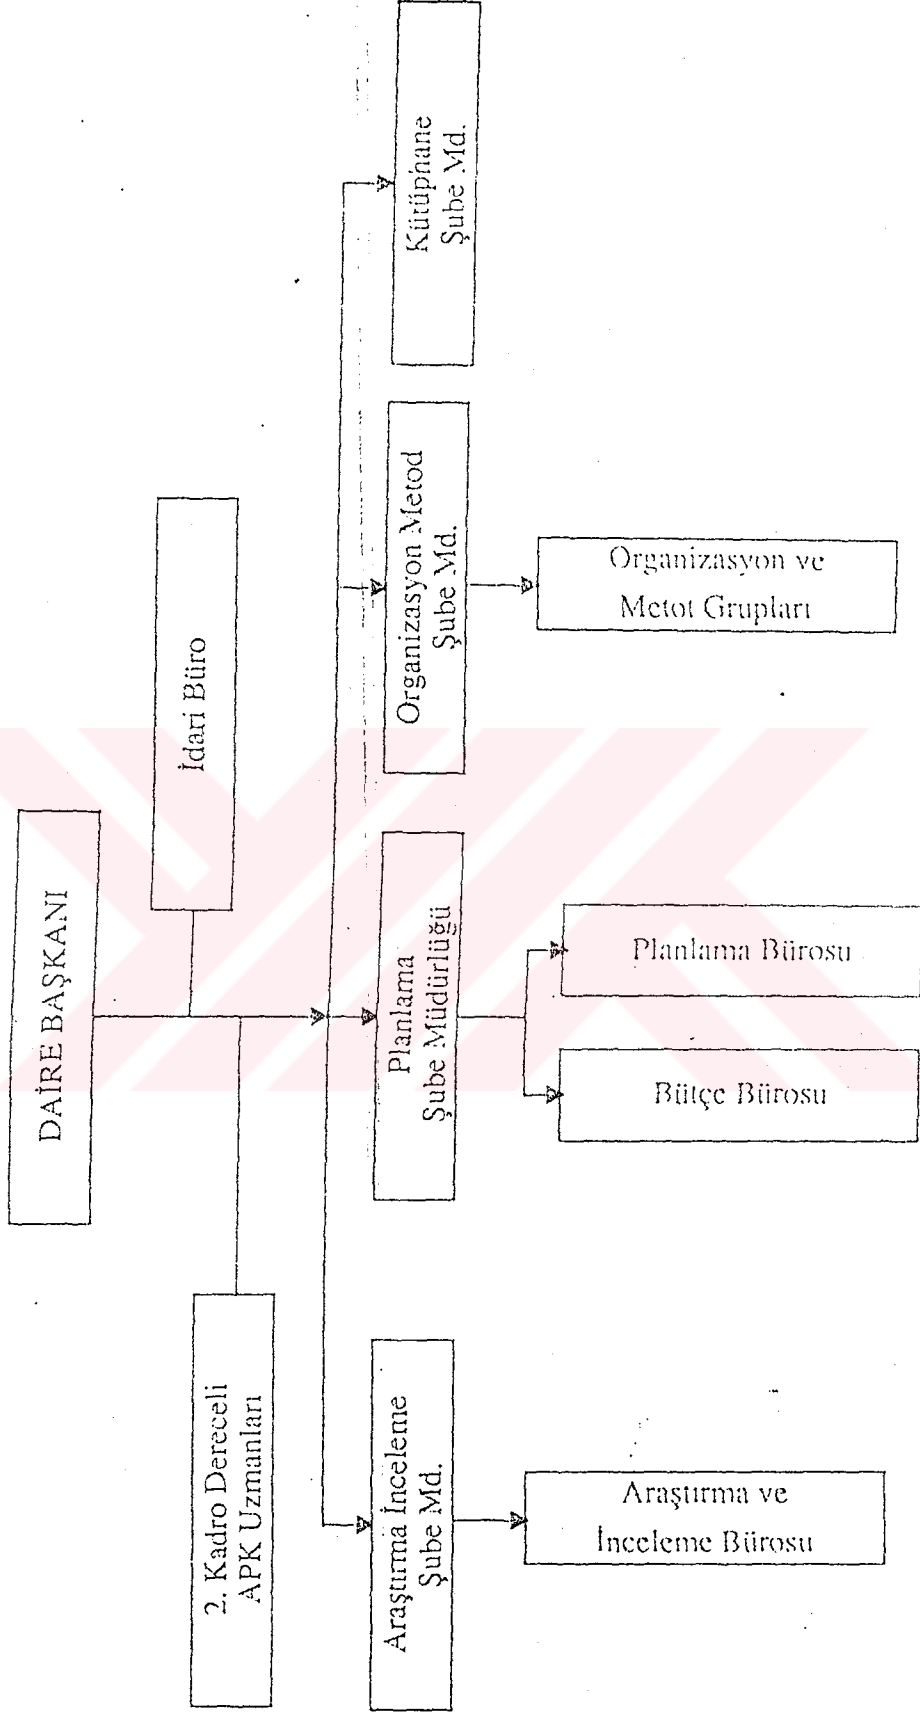 DAİRE BAŞKANI
İdari Büro
2. Kadro Dereceli
APK Uzmanları
Araştırma İnceleme
Şube Md.
Planlama
Şube Müdürlüğü
Organizasyon Metod
Şube Md.
Kütüphane
Şube Md.
Araştırma ve
İnceleme Bürosu
Bütçe Bürosu
Planlama Bürosu
Organizasyon ve
Metot Grupları